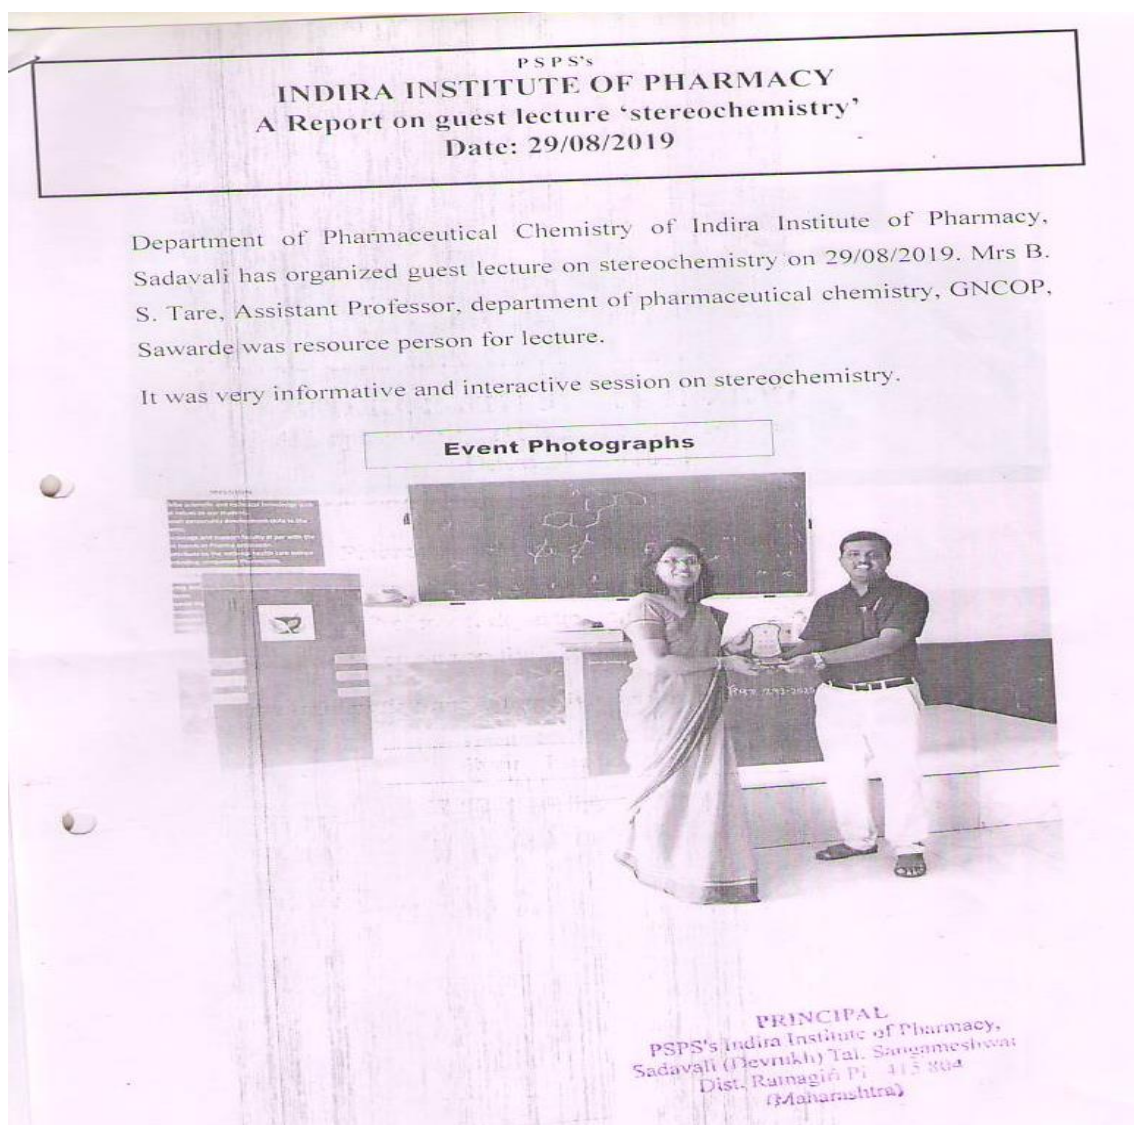 P S P S's
INDIRA INSTITUTE OF PHARMACY
A Report on guest lecture ‘stereochemistry’
Date: 29/08/2019
Department of Pharmaceutical Chemistry of Indira Institute of Pharmacy,
Sadavali has organized guest lecture on stereochemistry on 29/08/2019. Mrs B.
S. Tare, Assistant Professor, department of pharmaceutical chemistry, GNCOP,
Sawarde was resource person for lecture.
It was very informative and interactive session on stereochemistry.
Event Photographs
PRINCIPAL
PSPS's Indira Institute of Pharmacy,
Sadavali (Devrukh) Tal. Sangameshwar
Dist. Ratnagiri Pi 415 804
(Maharashtra)